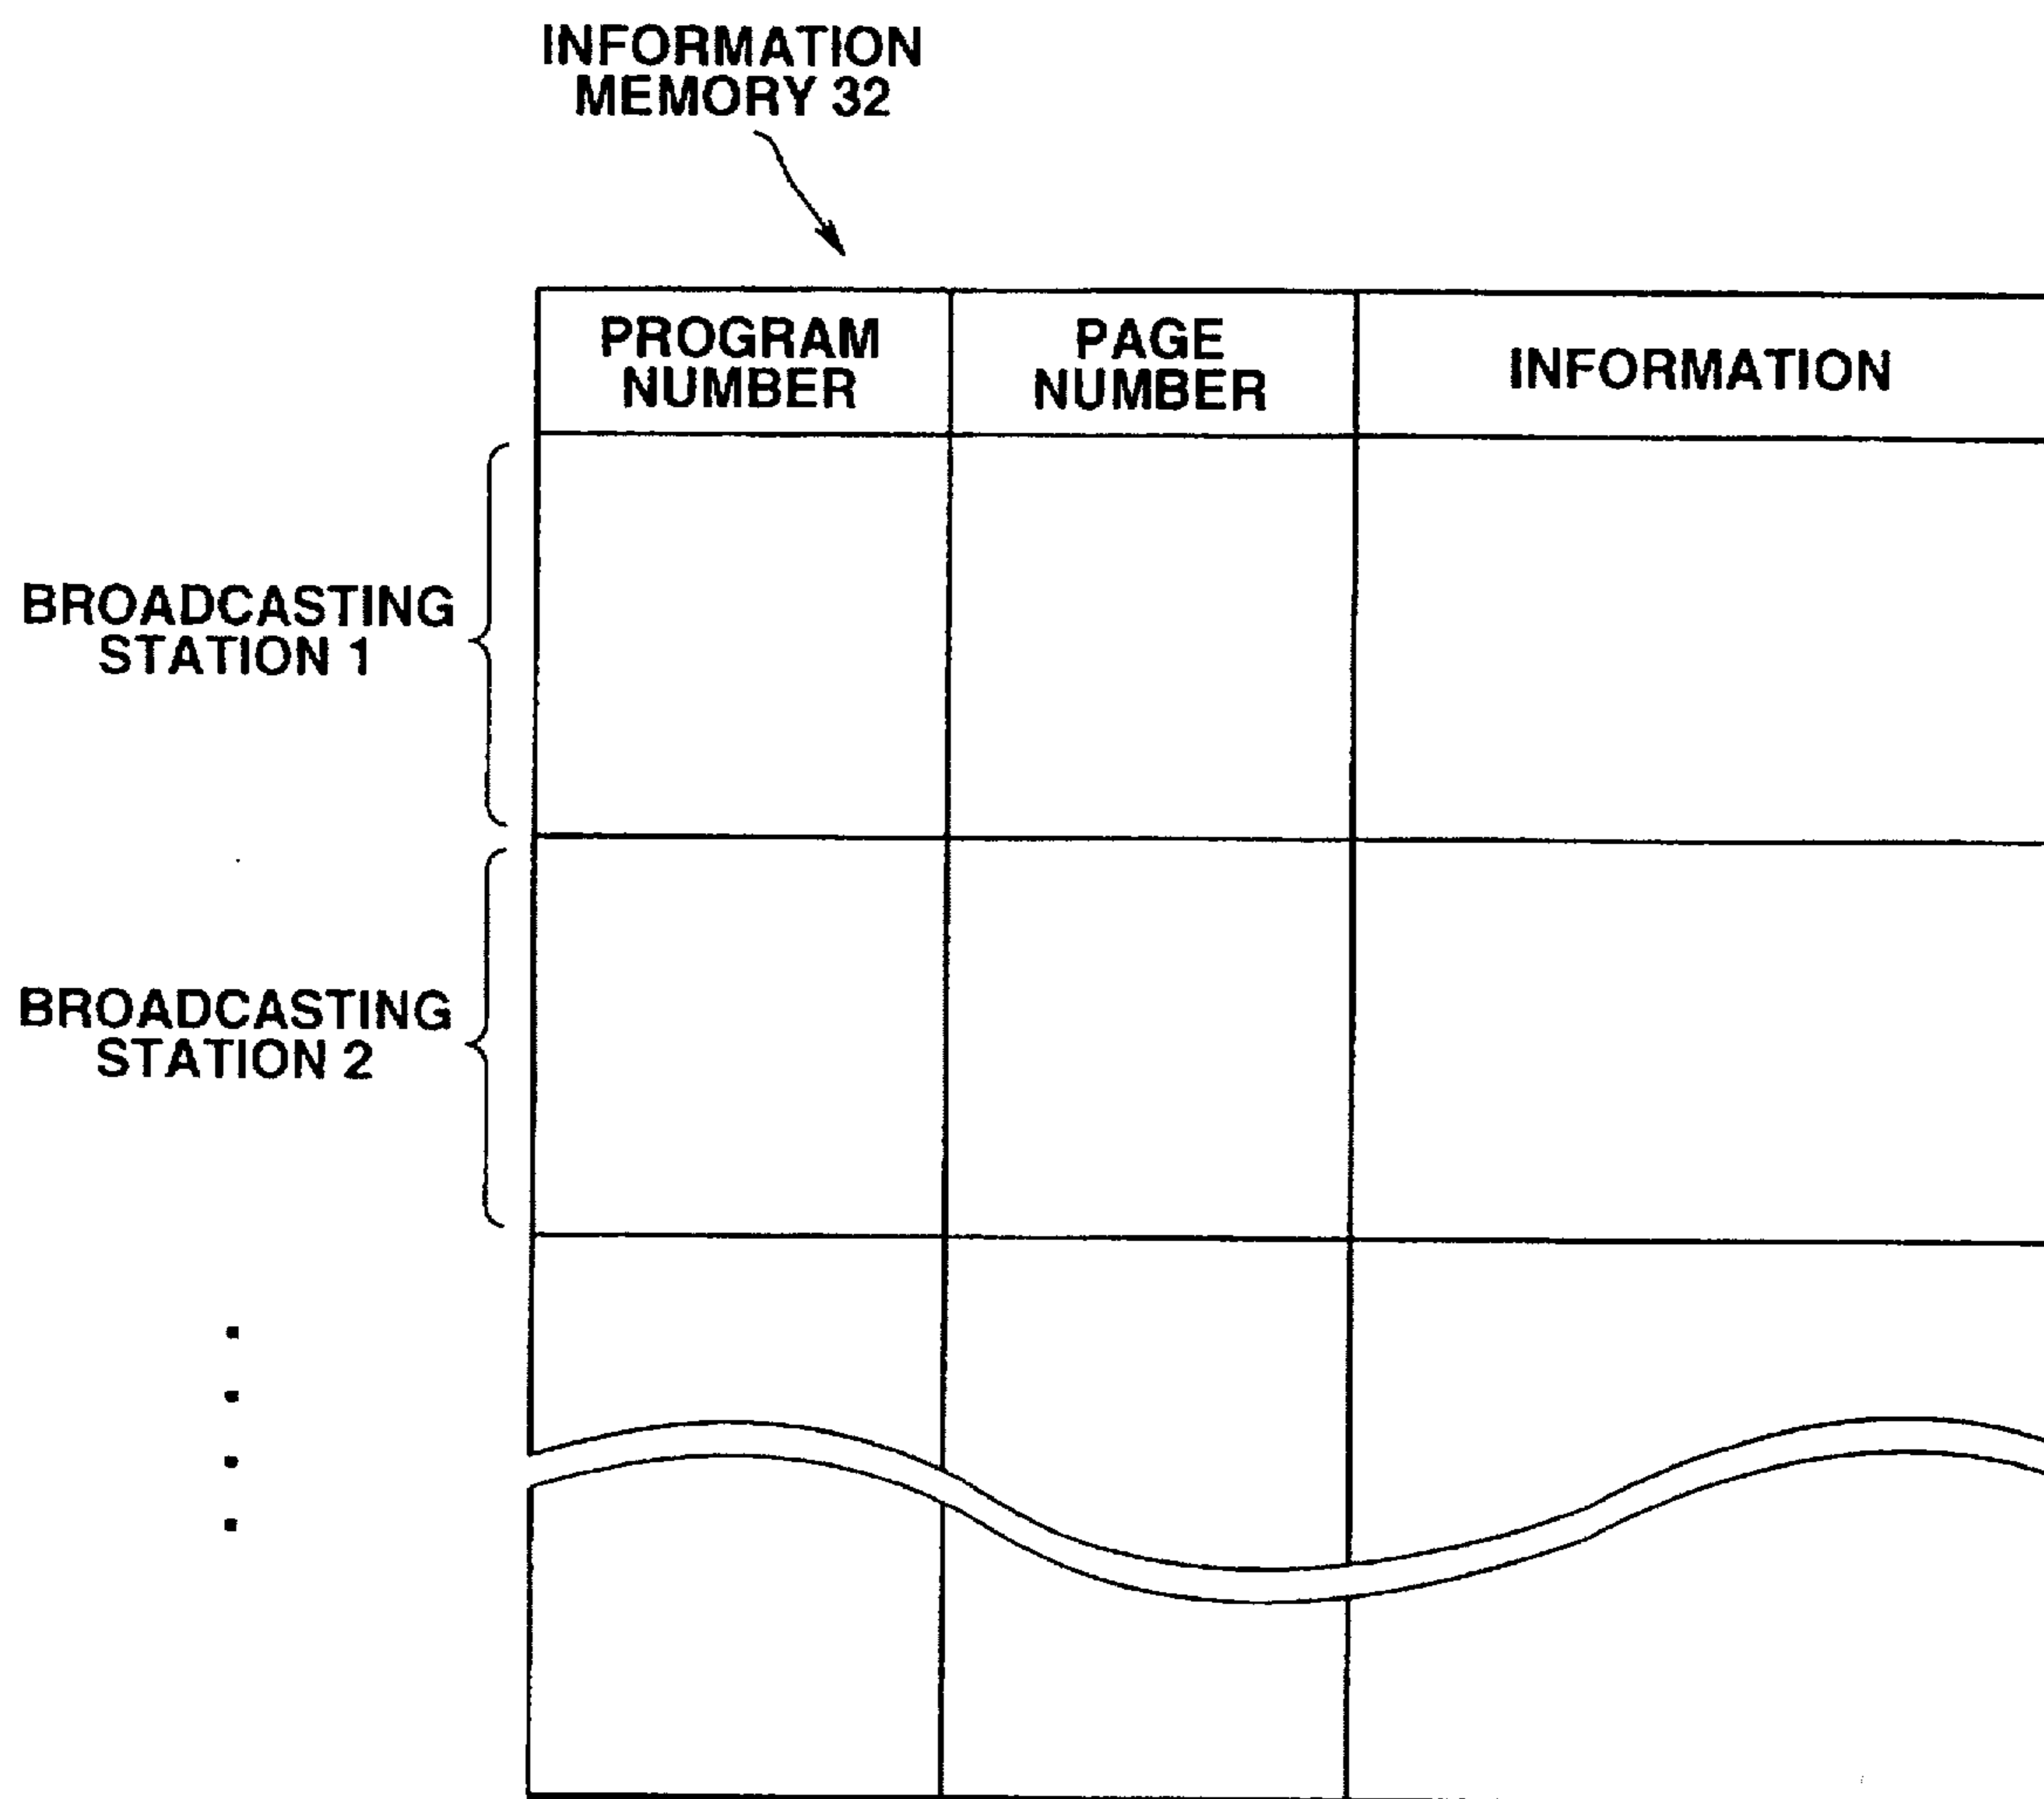 INFORMATION
MEMORY 32
PROGRAM
NUMBER
PAGE
NUMBER
INFORMATION
BROADCASTING
STATION 1
BROADCASTING
STATION 2